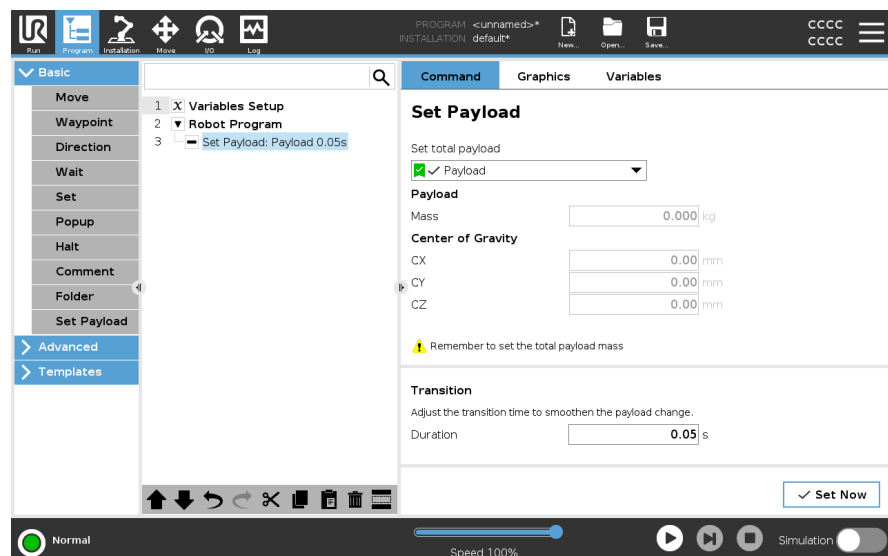 PROGRAM <unnamed>*
INSTALLATION default*
CCCC
CCCC
UR
Run
Program
Installation
Move
I/O
Log
New...
Open...
Save...
Basic
Move
Waypoint
Direction
Wait
Set
Popup
Halt
Comment
Folder
Set Payload
Advanced
Templates
1 X Variables Setup
2 Robot Program
3 Set Payload: Payload 0.05s
Command Graphics Variables
Set Payload
Set total payload
Payload
Payload
Mass 0.000 kg
Center of Gravity
CX 0.00 mm
CY 0.00 mm
CZ 0.00 mm
Remember to set the total payload mass
Transition
Adjust the transition time to smoothen the payload change.
Duration 0.05 s
Set Now
Normal
Speed 100%
Simulation